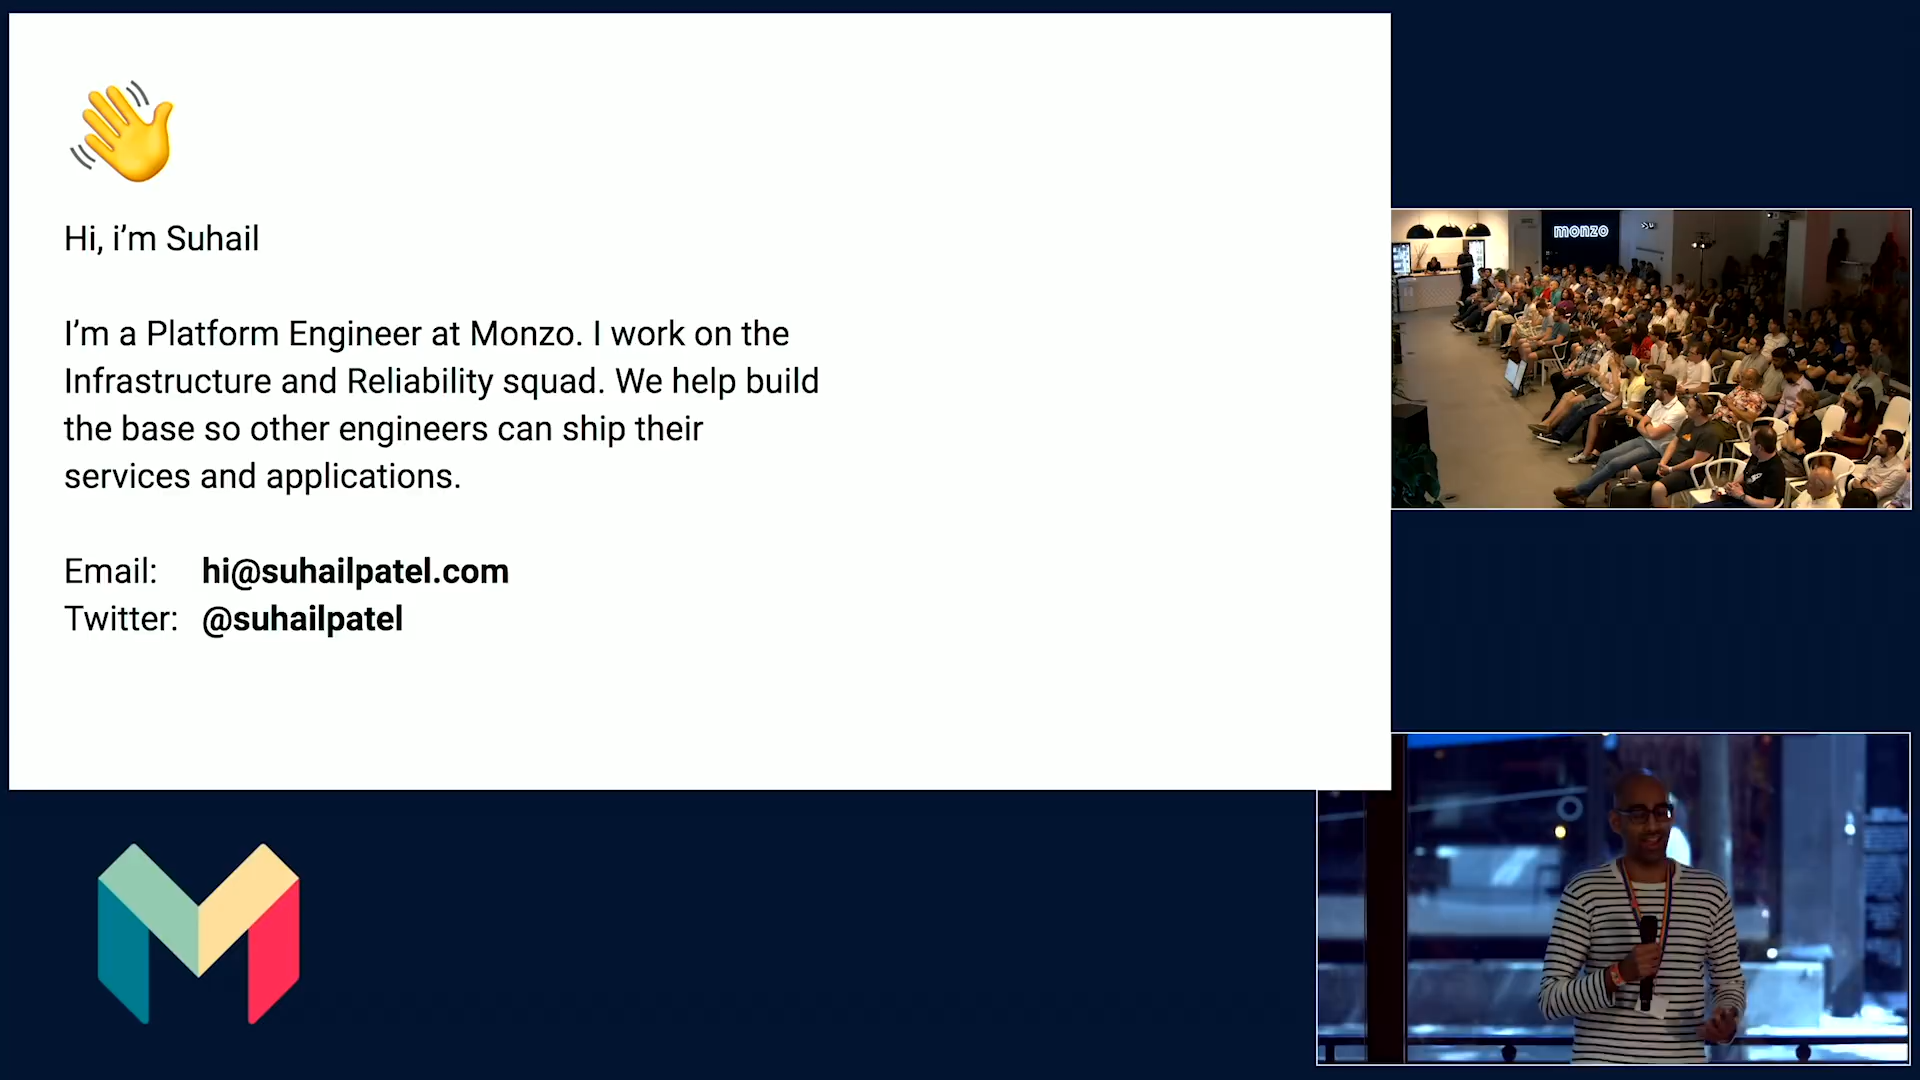 Hi, i’m Suhail
I’m a Platform Engineer at Monzo. I work on the
Infrastructure and Reliability squad. We help build
the base so other engineers can ship their
services and applications.
Email: hi@suhailpatel.com
Twitter: @suhailpatel
monzo